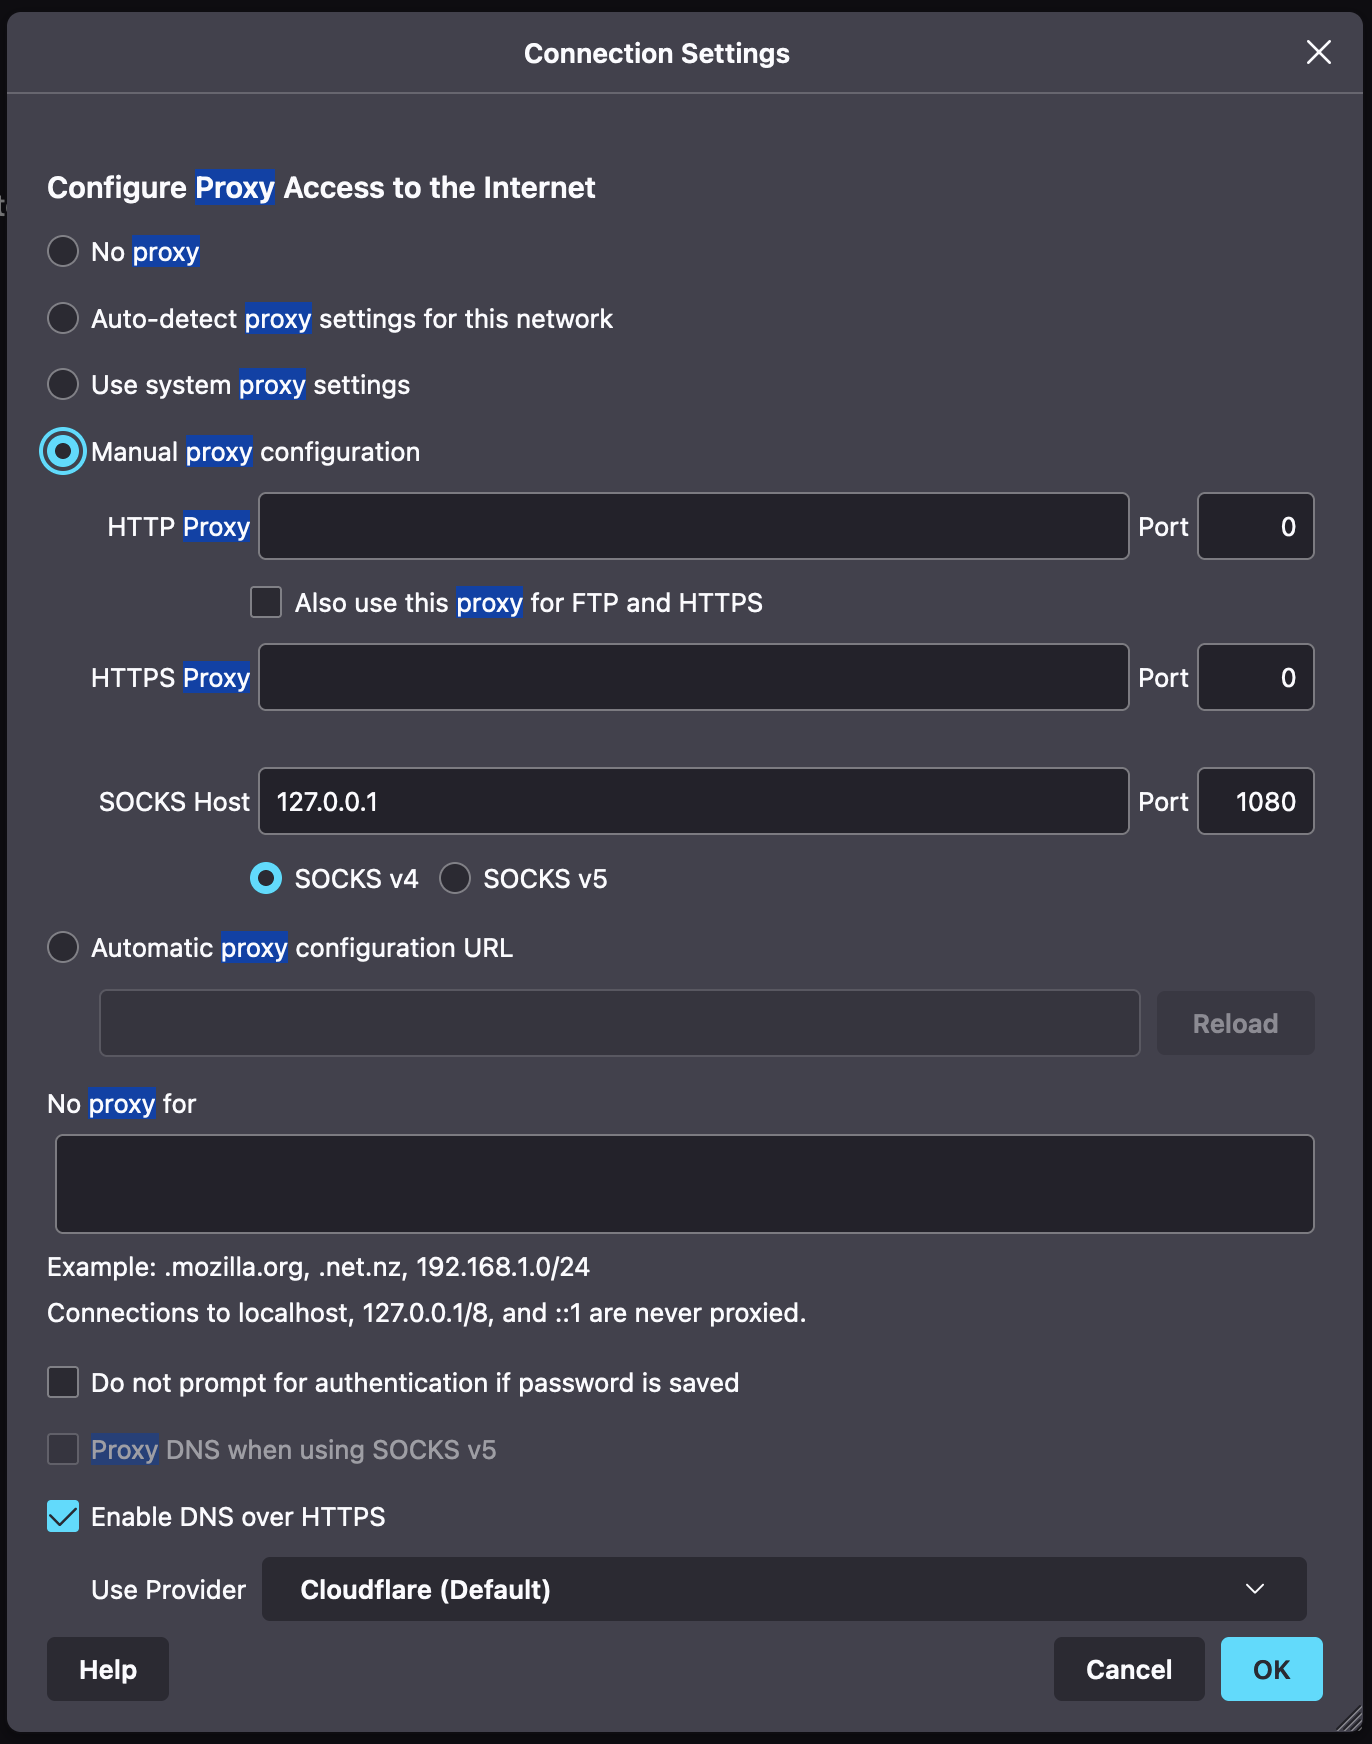 Connection Settings
Configure Proxy Access to the Internet
No proxy
Auto-detect proxy settings for this network
Use system proxy settings
Manual proxy configuration
HTTP Proxy Port 0
Also use this proxy for FTP and HTTPS
HTTPS Proxy Port 0
SOCKS Host 127.0.0.1 Port 1080
SOCKS v4 SOCKS v5
Automatic proxy configuration URL
Reload
No proxy for
Example: .mozilla.org, .net.nz, 192.168.1.0/24
Connections to localhost, 127.0.0.1/8, and ::1 are never proxied.
Do not prompt for authentication if password is saved
Proxy DNS when using SOCKS v5
Enable DNS over HTTPS
Use Provider Cloudflare (Default)
Help Cancel OK